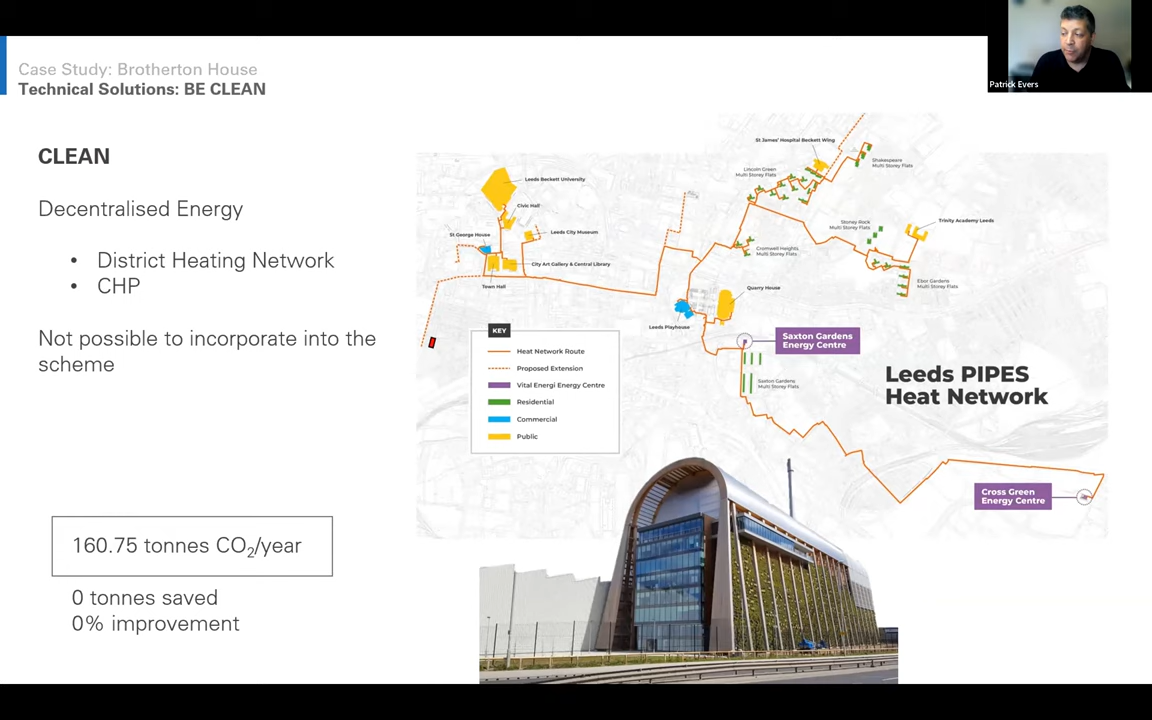 Patrick Evers
Case Study: Brotherton House
Technical Solutions: BE CLEAN
CLEAN
Decentralised Energy
• District Heating Network
• CHP
Not possible to incorporate into the
scheme
160.75 tonnes CO2/year
0 tonnes saved
0% improvement
St James' Hospital Beckett Wing
Shakespeare
Multi Storey Flats
Lincoln Green
Multi Storey Flats
Leeds Beckett University
Civic Hall
Leeds City Museum
St George House
City Art Gallery & Central Library
Town Hall
Stoney Rock
Multi Storey Flats
Trinity Academy Leeds
Cromwell Heights
Multi Storey Flats
Ebor Gardens
Multi Storey Flats
Quarry House
Leeds Playhouse
Saxton Gardens
Energy Centre
Saxton Gardens
Multi Storey Flats
KEY
Heat Network Route
Proposed Extension
Vital Energi Energy Centre
Residential
Commercial
Public
Leeds PIPES
Heat Network
Cross Green
Energy Centre